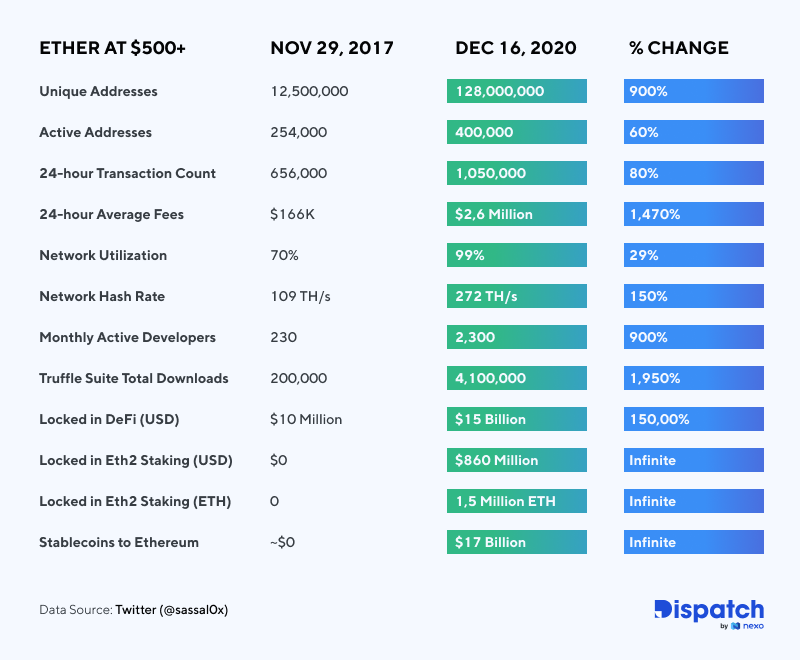 ETHER AT $500+ NOV 29, 2017 DEC 16, 2020 % CHANGE
Unique Addresses 12,500,000 128,000,000 900%
Active Addresses 254,000 400,000 60%
24-hour Transaction Count 656,000 1,050,000 80%
24-hour Average Fees $166K $2,6 Million 1,470%
Network Utilization 70% 99% 29%
Network Hash Rate 109 TH/s 272 TH/s 150%
Monthly Active Developers 230 2,300 900%
Truffle Suite Total Downloads 200,000 4,100,000 1,950%
Locked in DeFi (USD) $10 Million $15 Billion 150,00%
Locked in Eth2 Staking (USD) $0 $860 Million Infinite
Locked in Eth2 Staking (ETH) 0 1,5 Million ETH Infinite
Stablecoins to Ethereum ~$0 $17 Billion Infinite
Data Source: Twitter (@sassal0x) Dispatch
by nexo